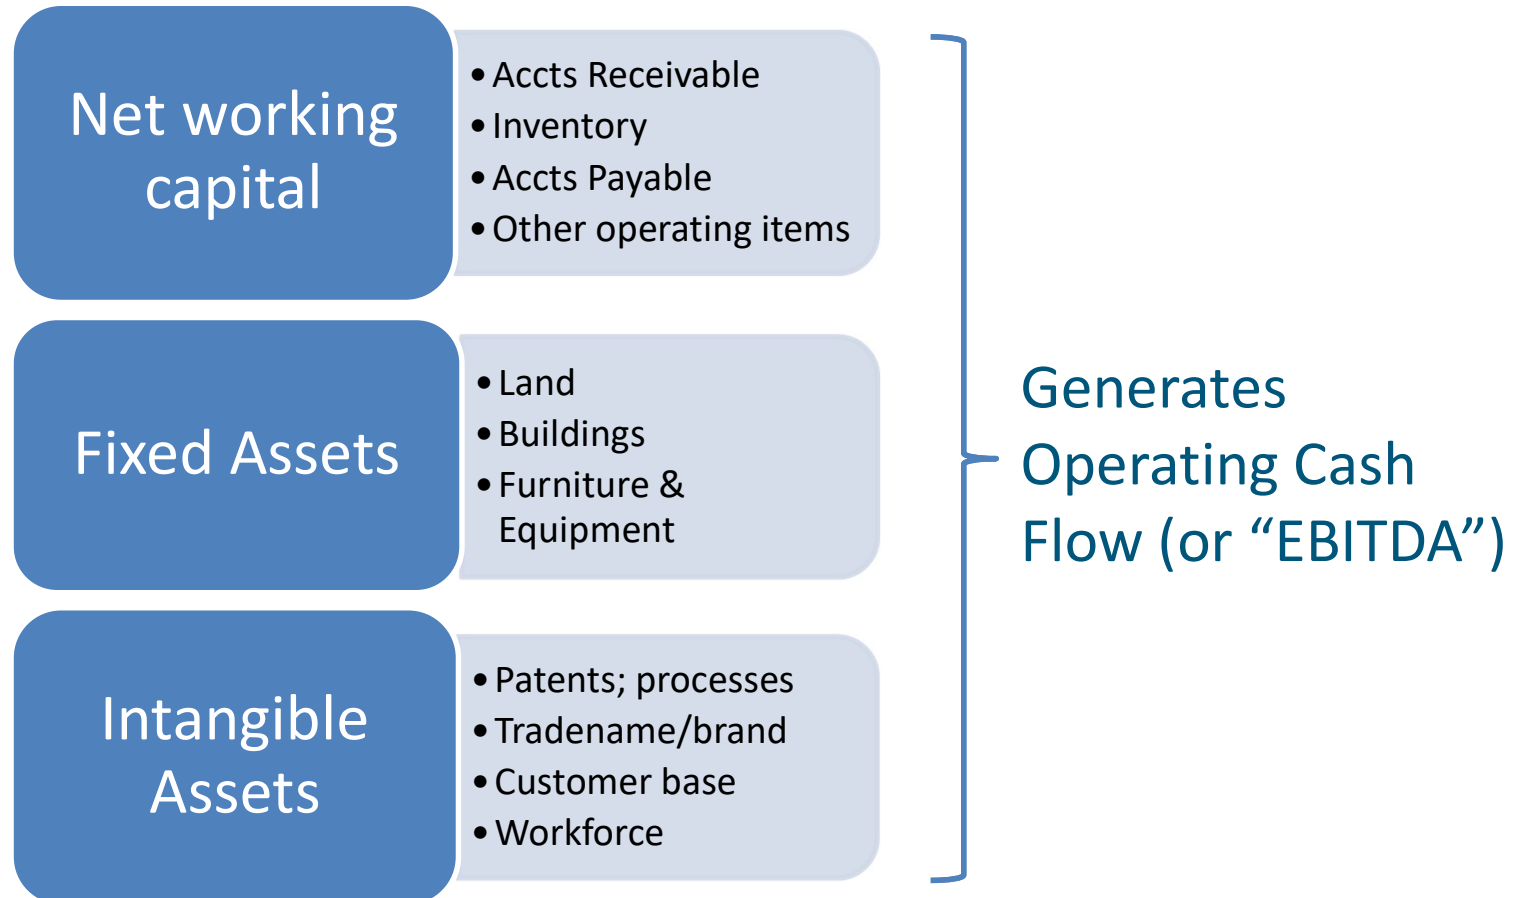 Net working
capital
• Accts Receivable
• Inventory
• Accts Payable
• Other operating items
Fixed Assets
• Land
• Buildings
• Furniture &
Equipment
Intangible
Assets
• Patents; processes
• Tradename/brand
• Customer base
• Workforce
Generates
Operating Cash
Flow (or “EBITDA”)